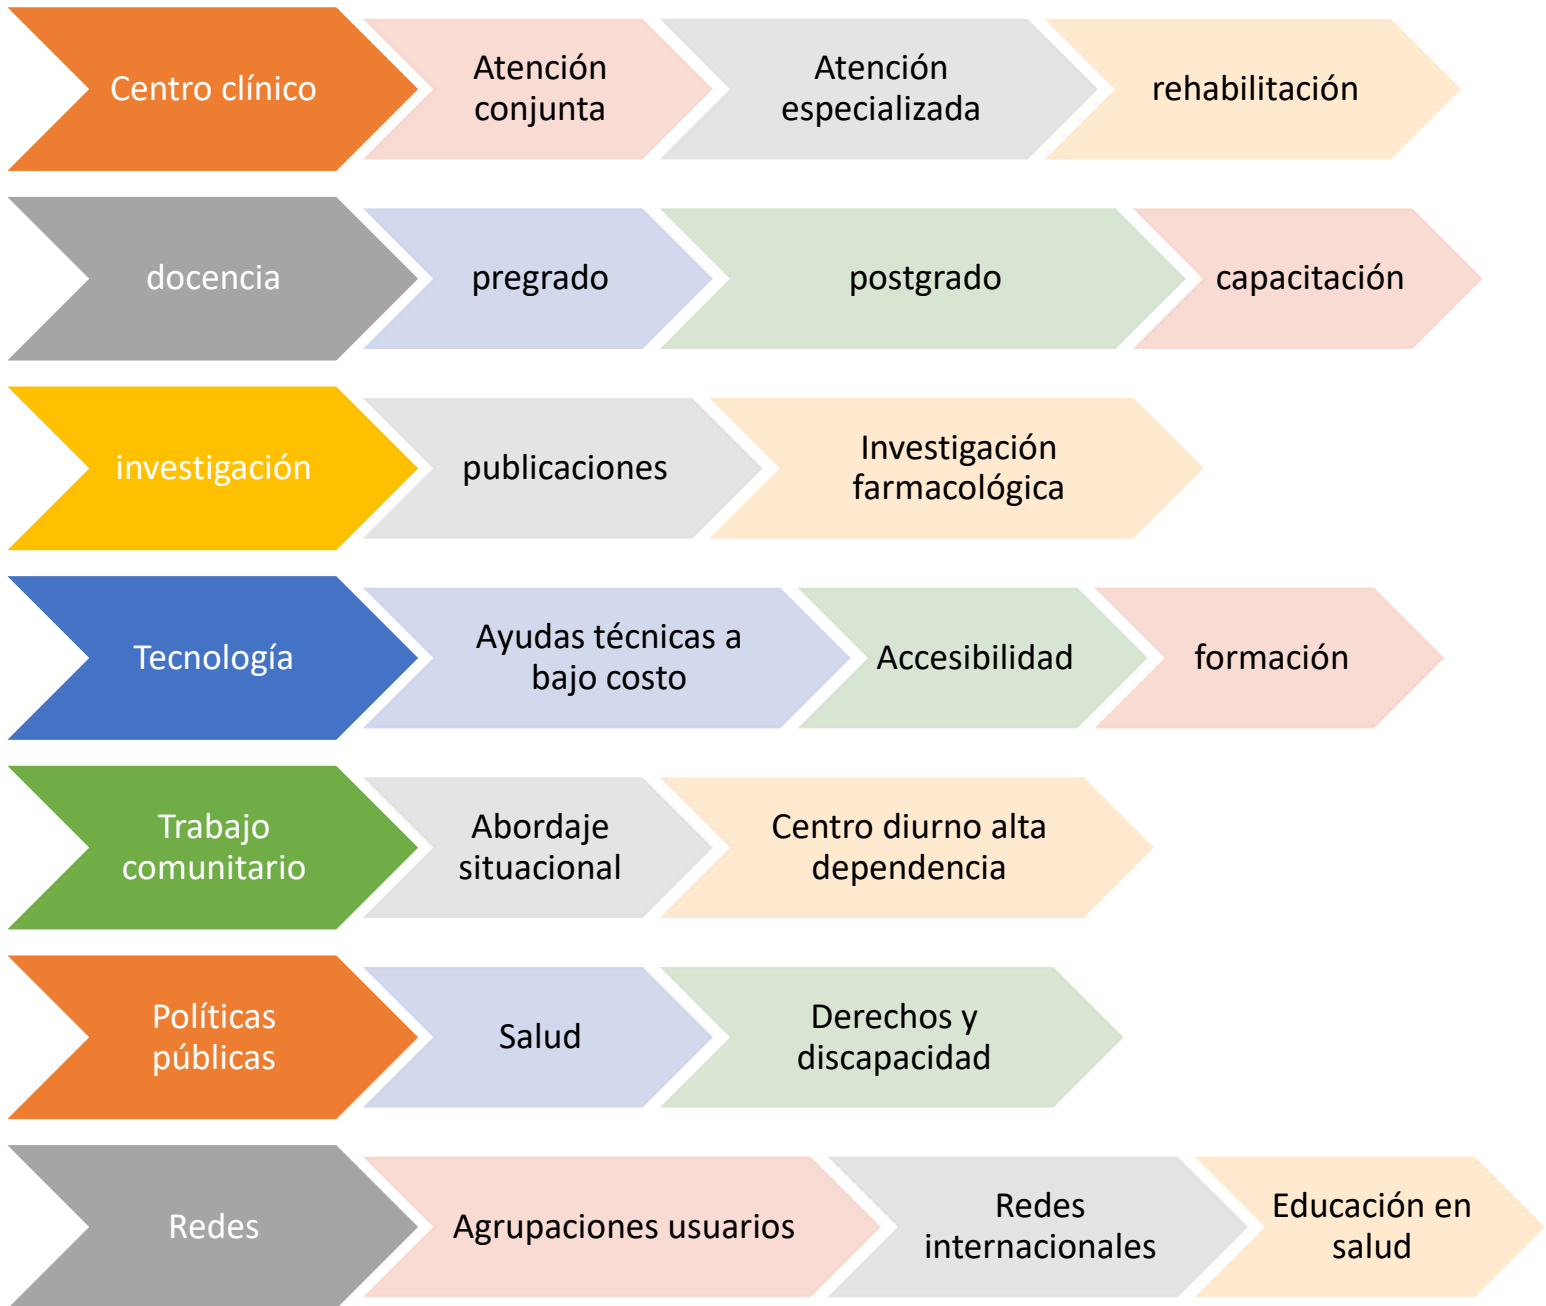 Centro clínico
Atención
conjunta
Atención
especializada
rehabilitación
docencia
pregrado
postgrado
capacitación
investigación
publicaciones
Investigación
farmacológica
Tecnología
Ayudas técnicas a
bajo costo
Accesibilidad
formación
Trabajo
comunitario
Abordaje
situacional
Centro diurno alta
dependencia
Políticas
públicas
Salud
Derechos y
discapacidad
Redes
Agrupaciones usuarios
Redes
internacionales
Educación en
salud